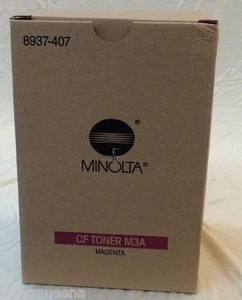 8937-407
MINOLTA®
CF TONER M3A
MAGENTA